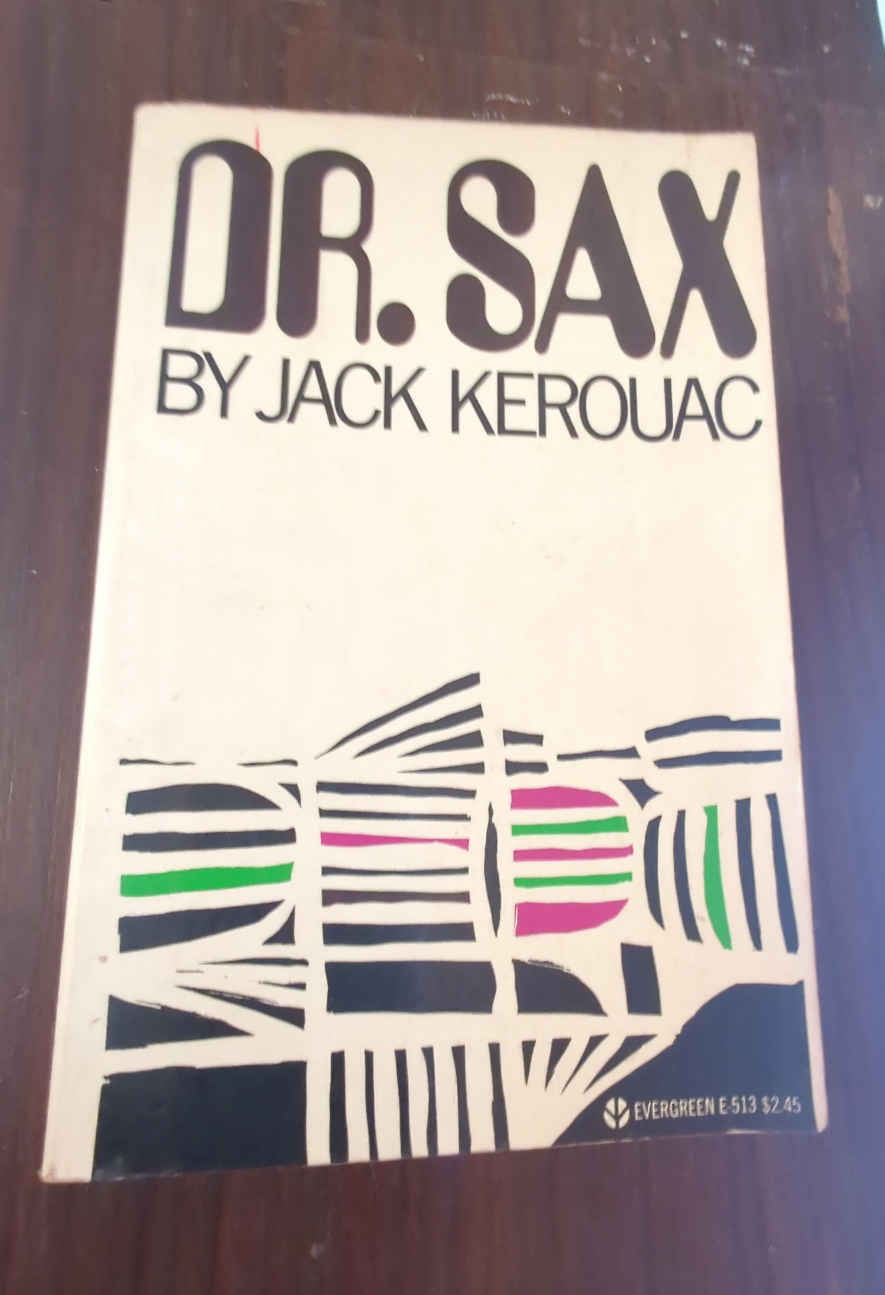 DR. SAX
BY JACK KEROUAC
EVERGREEN E-513 $2.45